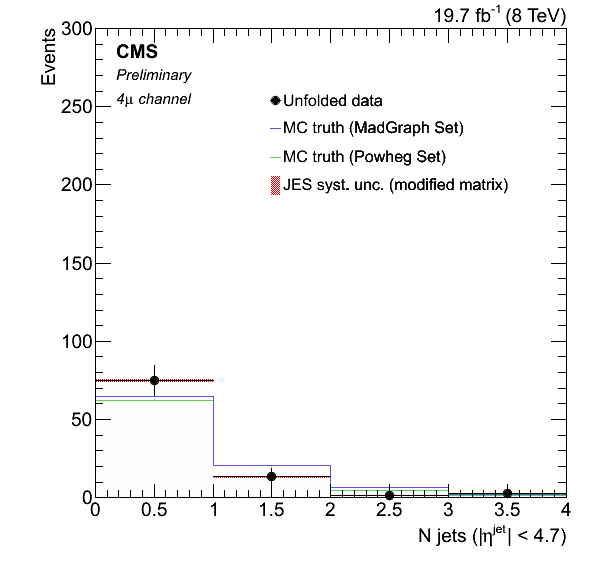 19.7 fb⁻¹ (8 TeV)
Events
300
CMS
Preliminary
4μ channel
Unfolded data
MC truth (MadGraph Set)
MC truth (Powheg Set)
JES syst. unc. (modified matrix)
250
200
150
100
50
0
0 0.5 1 1.5 2 2.5 3 3.5 4
N jets (|η^jet| < 4.7)